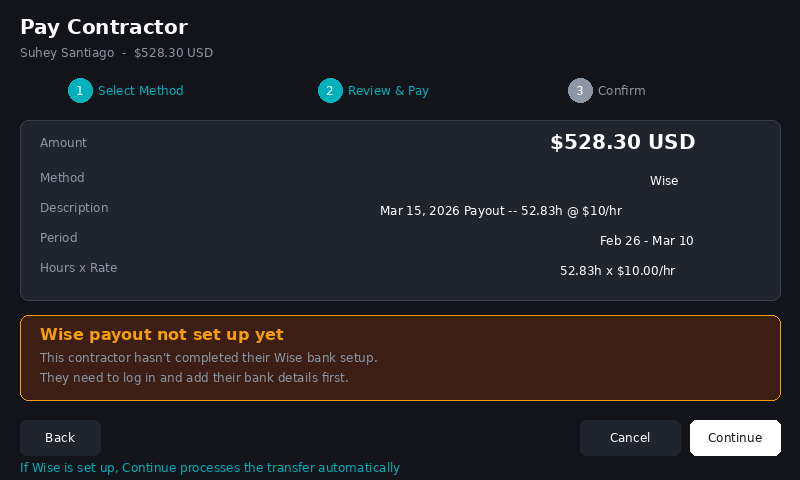 Pay Contractor
Suhey Santiago - $528.30 USD
1 Select Method 2 Review & Pay 3 Confirm
Amount $528.30 USD
Method Wise
Description Mar 15, 2026 Payout -- 52.83h @ $10/hr
Period Feb 26 - Mar 10
Hours x Rate 52.83h x $10.00/hr
Wise payout not set up yet
This contractor hasn't completed their Wise bank setup.
They need to log in and add their bank details first.
Back Cancel Continue
If Wise is set up, Continue processes the transfer automatically